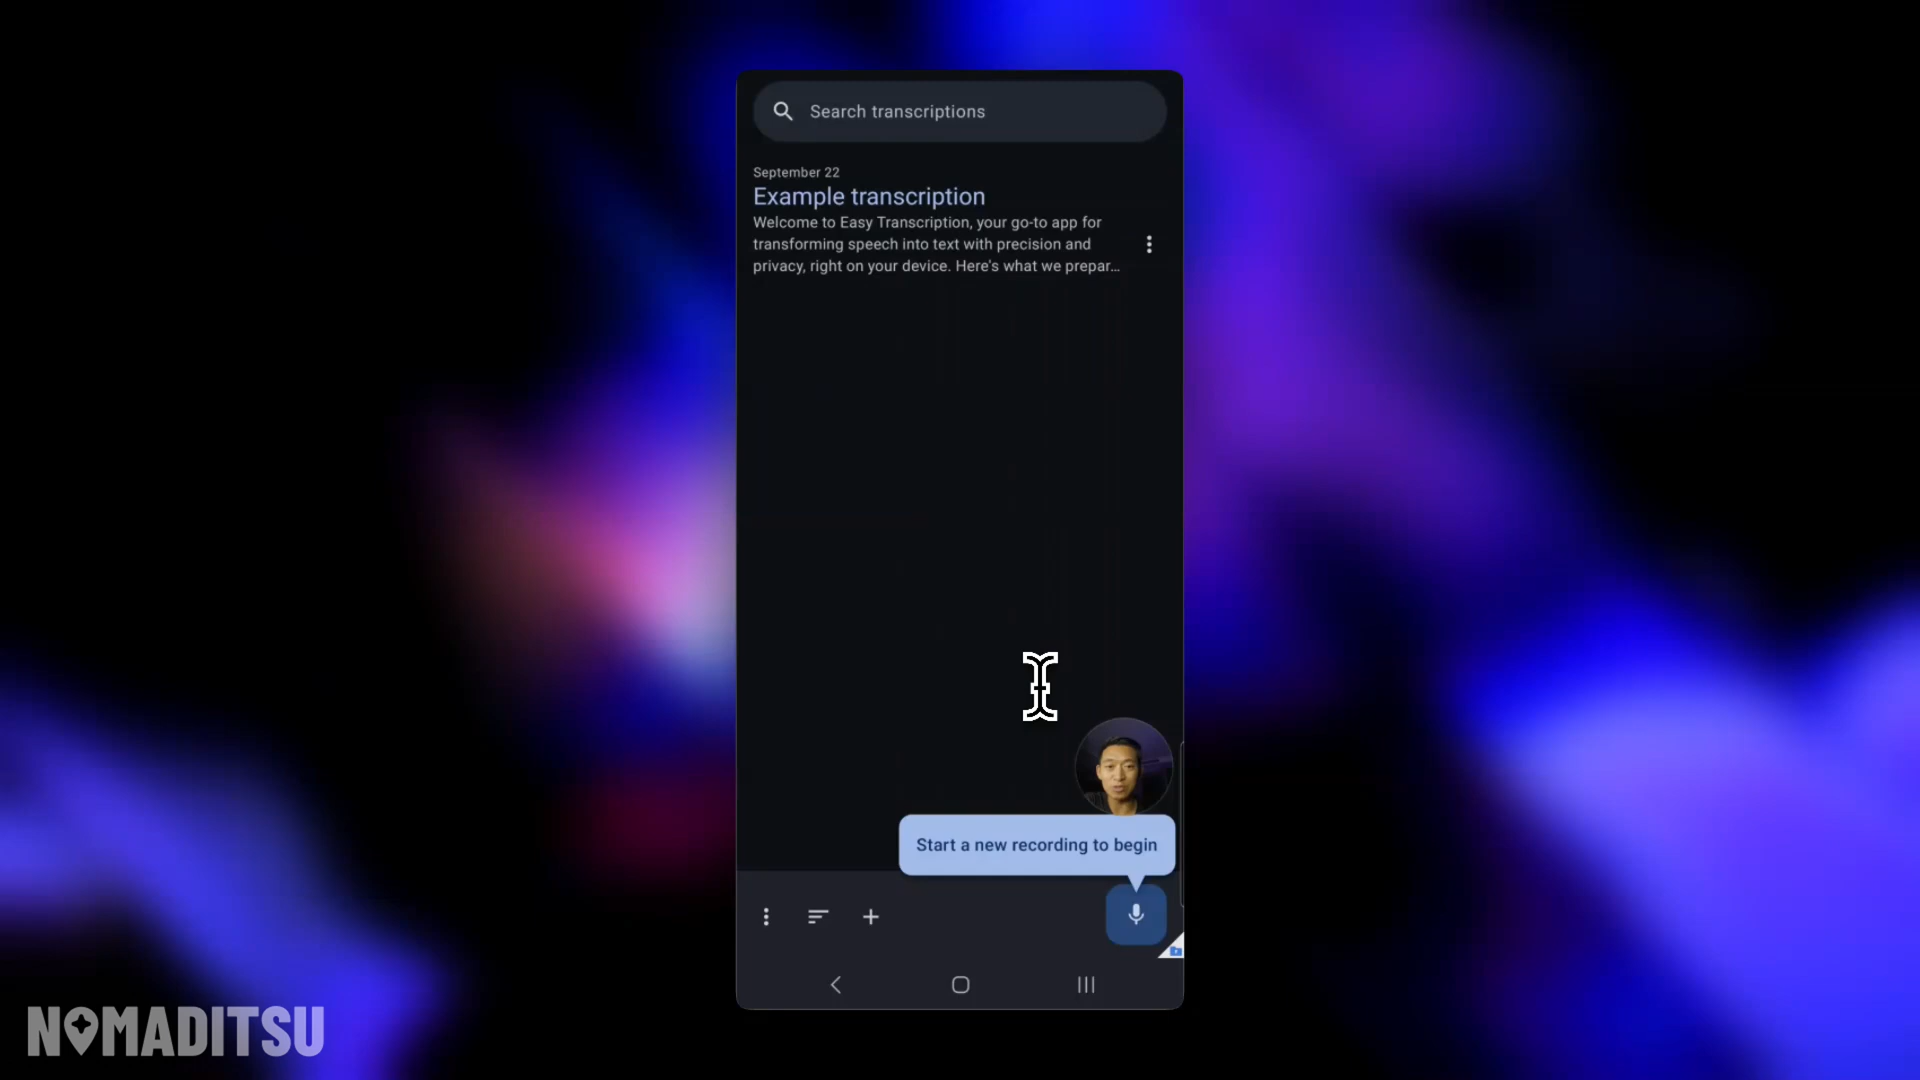 Search transcriptions
September 22
Example transcription
Welcome to Easy Transcription, your go-to app for
transforming speech into text with precision and
privacy, right on your device. Here's what we prepar...
Start a new recording to begin
NOMADITSU